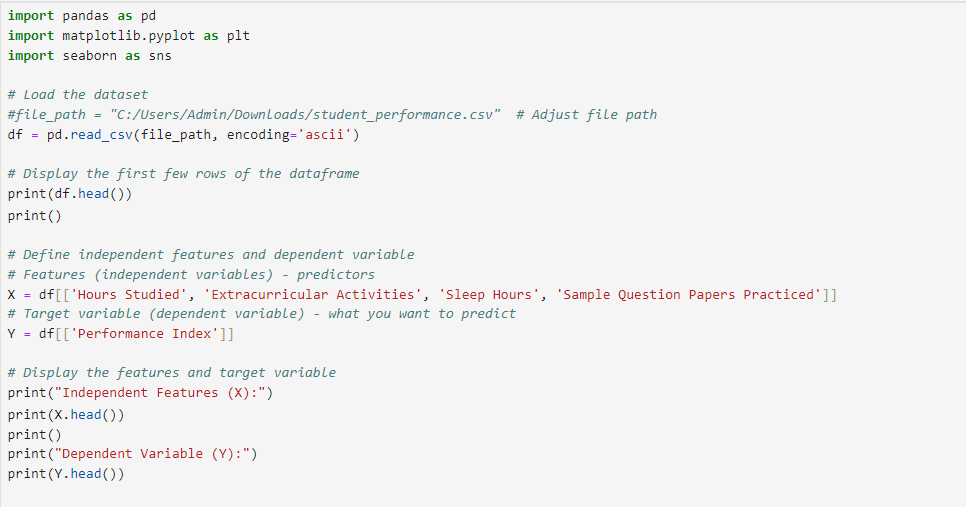 import pandas as pd
import matplotlib.pyplot as plt
import seaborn as sns
# Load the dataset
#file_path = "C:/Users/Admin/Downloads/student_performance.csv"  # Adjust file path
df = pd.read_csv(file_path, encoding='ascii')
# Display the first few rows of the dataframe
print(df.head())
print()
# Define independent features and dependent variable
# Features (independent variables) - predictors
X = df[['Hours Studied', 'Extracurricular Activities', 'Sleep Hours', 'Sample Question Papers Practiced']]
# Target variable (dependent variable) - what you want to predict
Y = df[['Performance Index']]
# Display the features and target variable
print("Independent Features (X):")
print(X.head())
print()
print("Dependent Variable (Y):")
print(Y.head())